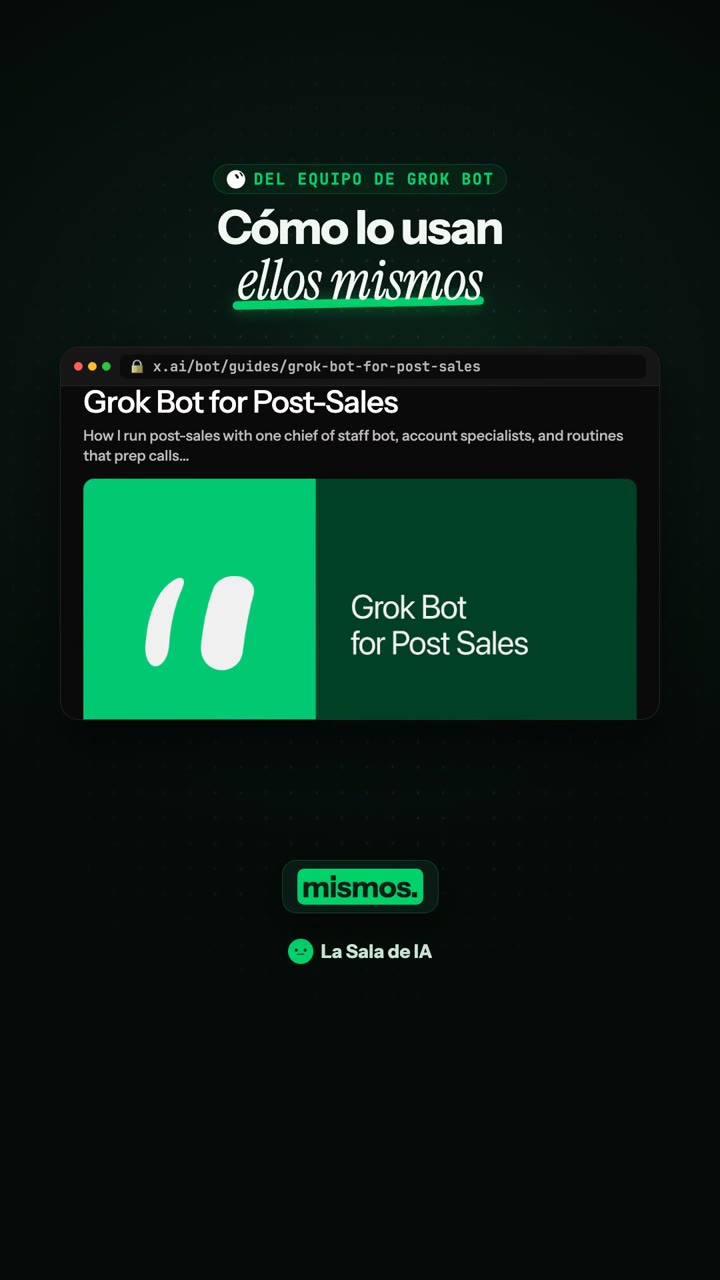 DEL EQUIPO DE GROK BOT
Cómo lo usan
ellos mismos
x.ai/bot/guides/grok-bot-for-post-sales
Grok Bot for Post-Sales
How I run post-sales with one chief of staff bot, account specialists, and routines
that prep calls...
Grok Bot
for Post Sales
mismos.
La Sala de IA